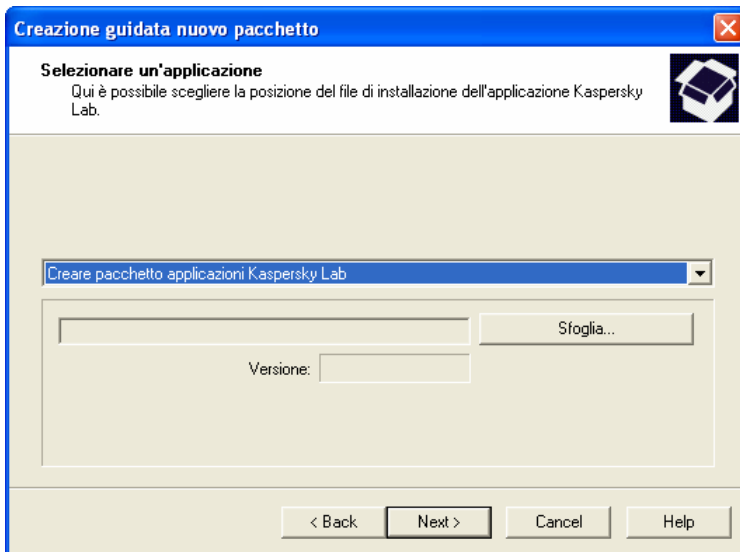 Creazione guidata nuovo pacchetto
Selezionare un'applicazione
Qui è possibile scegliere la posizione del file di installazione dell'applicazione Kaspersky
Lab.
Creare pacchetto applicazioni Kaspersky Lab
Sfoglia...
Versione:
< Back
Next >
Cancel
Help